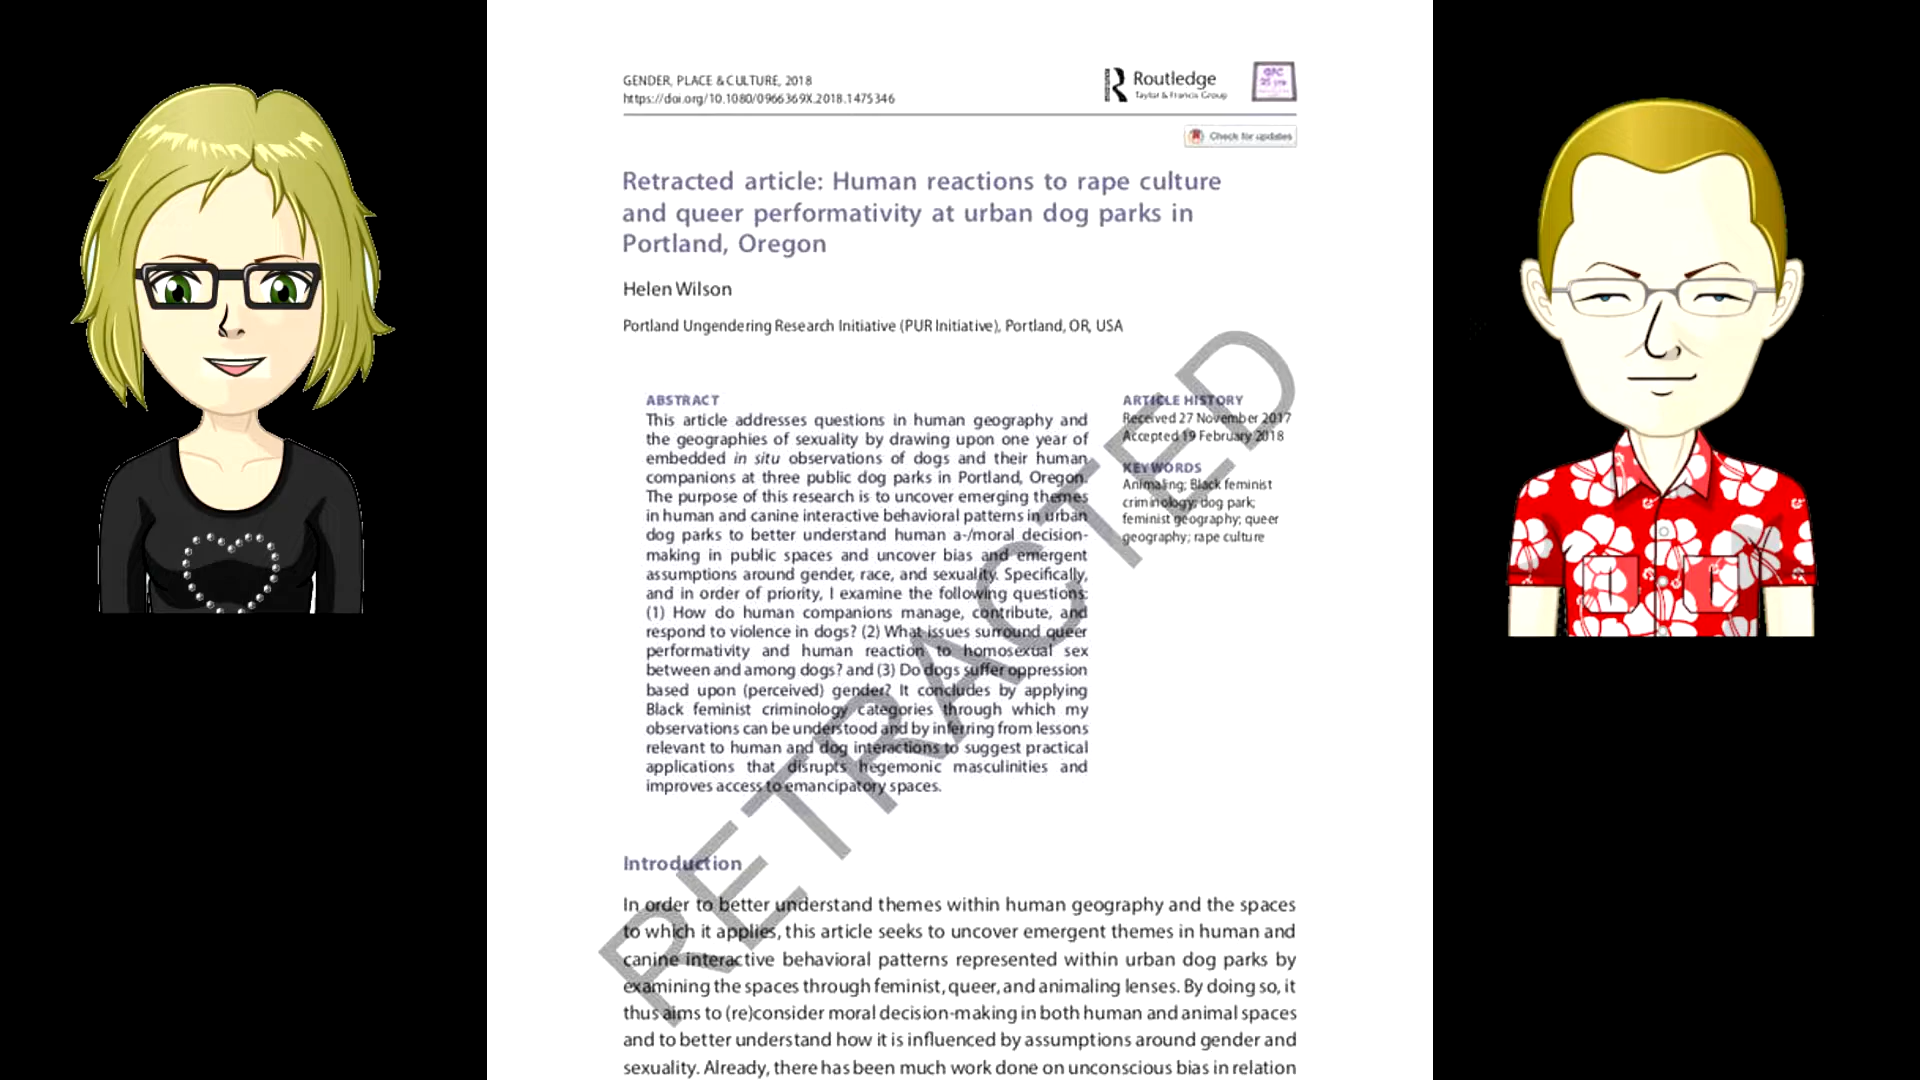 GENDER, PLACE & CULTURE, 2018
https://doi.org/10.1080/0966369X.2018.1475346
Routledge
Taylor & Francis Group
GPC
Check for updates
Retracted article: Human reactions to rape culture
and queer performativity at urban dog parks in
Portland, Oregon
Helen Wilson
Portland Ungendering Research Initiative (PUR Initiative), Portland, OR, USA
ABSTRACT
This article addresses questions in human geography and
the geographies of sexuality by drawing upon one year of
embedded in situ observations of dogs and their human
companions at three public dog parks in Portland, Oregon.
The purpose of this research is to uncover emerging themes
in human and canine interactive behavioral patterns in urban
dog parks to better understand human a-/moral decision-
making in public spaces and uncover bias and emergent
assumptions around gender, race, and sexuality. Specifically,
and in order of priority, I examine the following questions:
(1) How do human companions manage, contribute, and
respond to violence in dogs? (2) What issues surround queer
performativity and human reaction to homosexual sex
between and among dogs? and (3) Do dogs suffer oppression
based upon (perceived) gender? It concludes by applying
Black feminist criminology categories through which my
observations can be understood and by inferring from lessons
relevant to human and dog interactions to suggest practical
applications that disrupts hegemonic masculinities and
improves access to emancipatory spaces.
ARTICLE HISTORY
Received 27 November 2017
Accepted 19 February 2018
KEYWORDS
Animaling; Black feminist
criminology; dog park;
feminist geography; queer
geography; rape culture
RETRACTED
Introduction
In order to better understand themes within human geography and the spaces
to which it applies, this article seeks to uncover emergent themes in human and
canine interactive behavioral patterns represented within urban dog parks by
examining the spaces through feminist, queer, and animaling lenses. By doing so, it
thus aims to (re)consider moral decision-making in both human and animal spaces
and to better understand how it is influenced by assumptions around gender and
sexuality. Already, there has been much work done on unconscious bias in relation